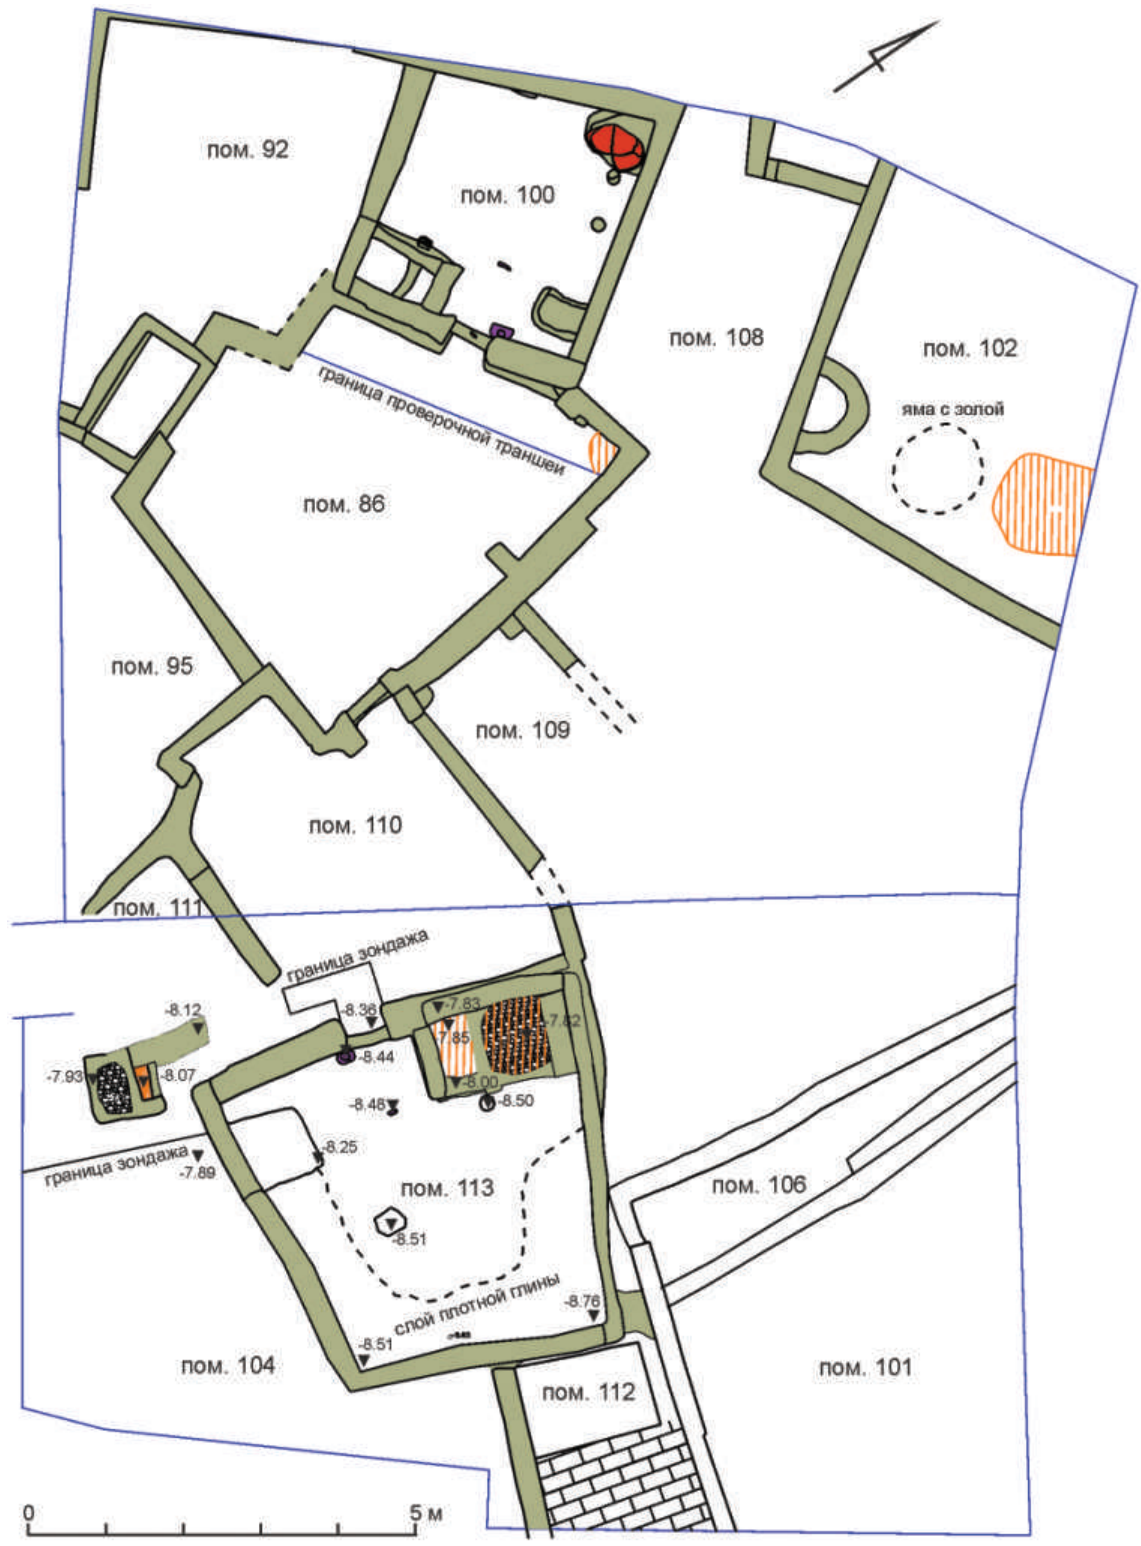 пом. 92
пом. 100
пом. 108
пом. 102
яма с золой
граница проверочной траншеи
пом. 86
пом. 95
пом. 109
пом. 110
пом. 111
граница зондажа
-8.12
-8.36
-7.83
-7.82
-7.85
-8.44
-7.93
-8.07
-8.00
-8.50
-8.48
граница зондажа
-7.89
-8.25
пом. 113
пом. 106
-8.51
слой плотной глины
-8.76
-8.51
пом. 104
пом. 112
пом. 101
0
5 м